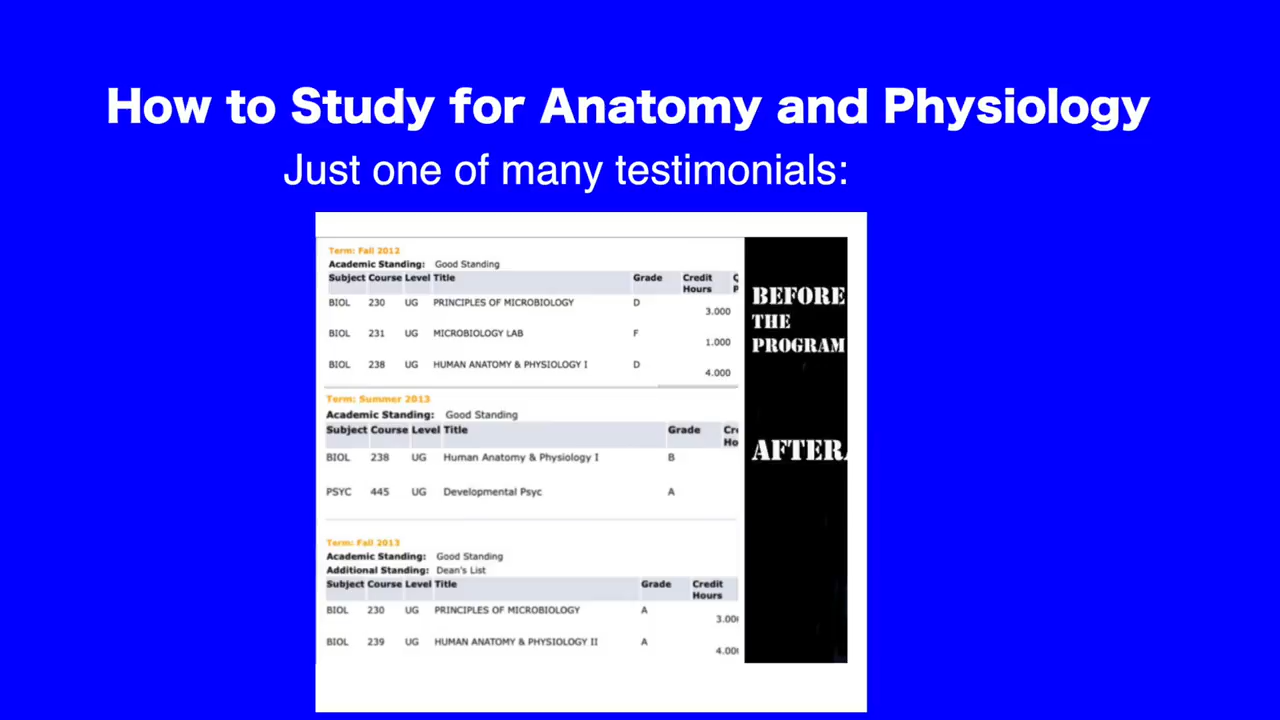 How to Study for Anatomy and Physiology
Just one of many testimonials:
Term: Fall 2012
Academic Standing: Good Standing
Subject Course Level Title Grade Credit Hours
BIOL 230 UG PRINCIPLES OF MICROBIOLOGY D 3.000
BIOL 231 UG MICROBIOLOGY LAB F 1.000
BIOL 238 UG HUMAN ANATOMY & PHYSIOLOGY I D 4.000
Term: Summer 2013
Academic Standing: Good Standing
Subject Course Level Title Grade
BIOL 238 UG Human Anatomy & Physiology I B
PSYC 445 UG Developmental Psyc A
Term: Fall 2013
Academic Standing: Good Standing
Additional Standing: Dean's List
Subject Course Level Title Grade Credit Hours
BIOL 230 UG PRINCIPLES OF MICROBIOLOGY A 3.00
BIOL 239 UG HUMAN ANATOMY & PHYSIOLOGY II A 4.00
BEFORE
THE
PROGRAM
AFTER